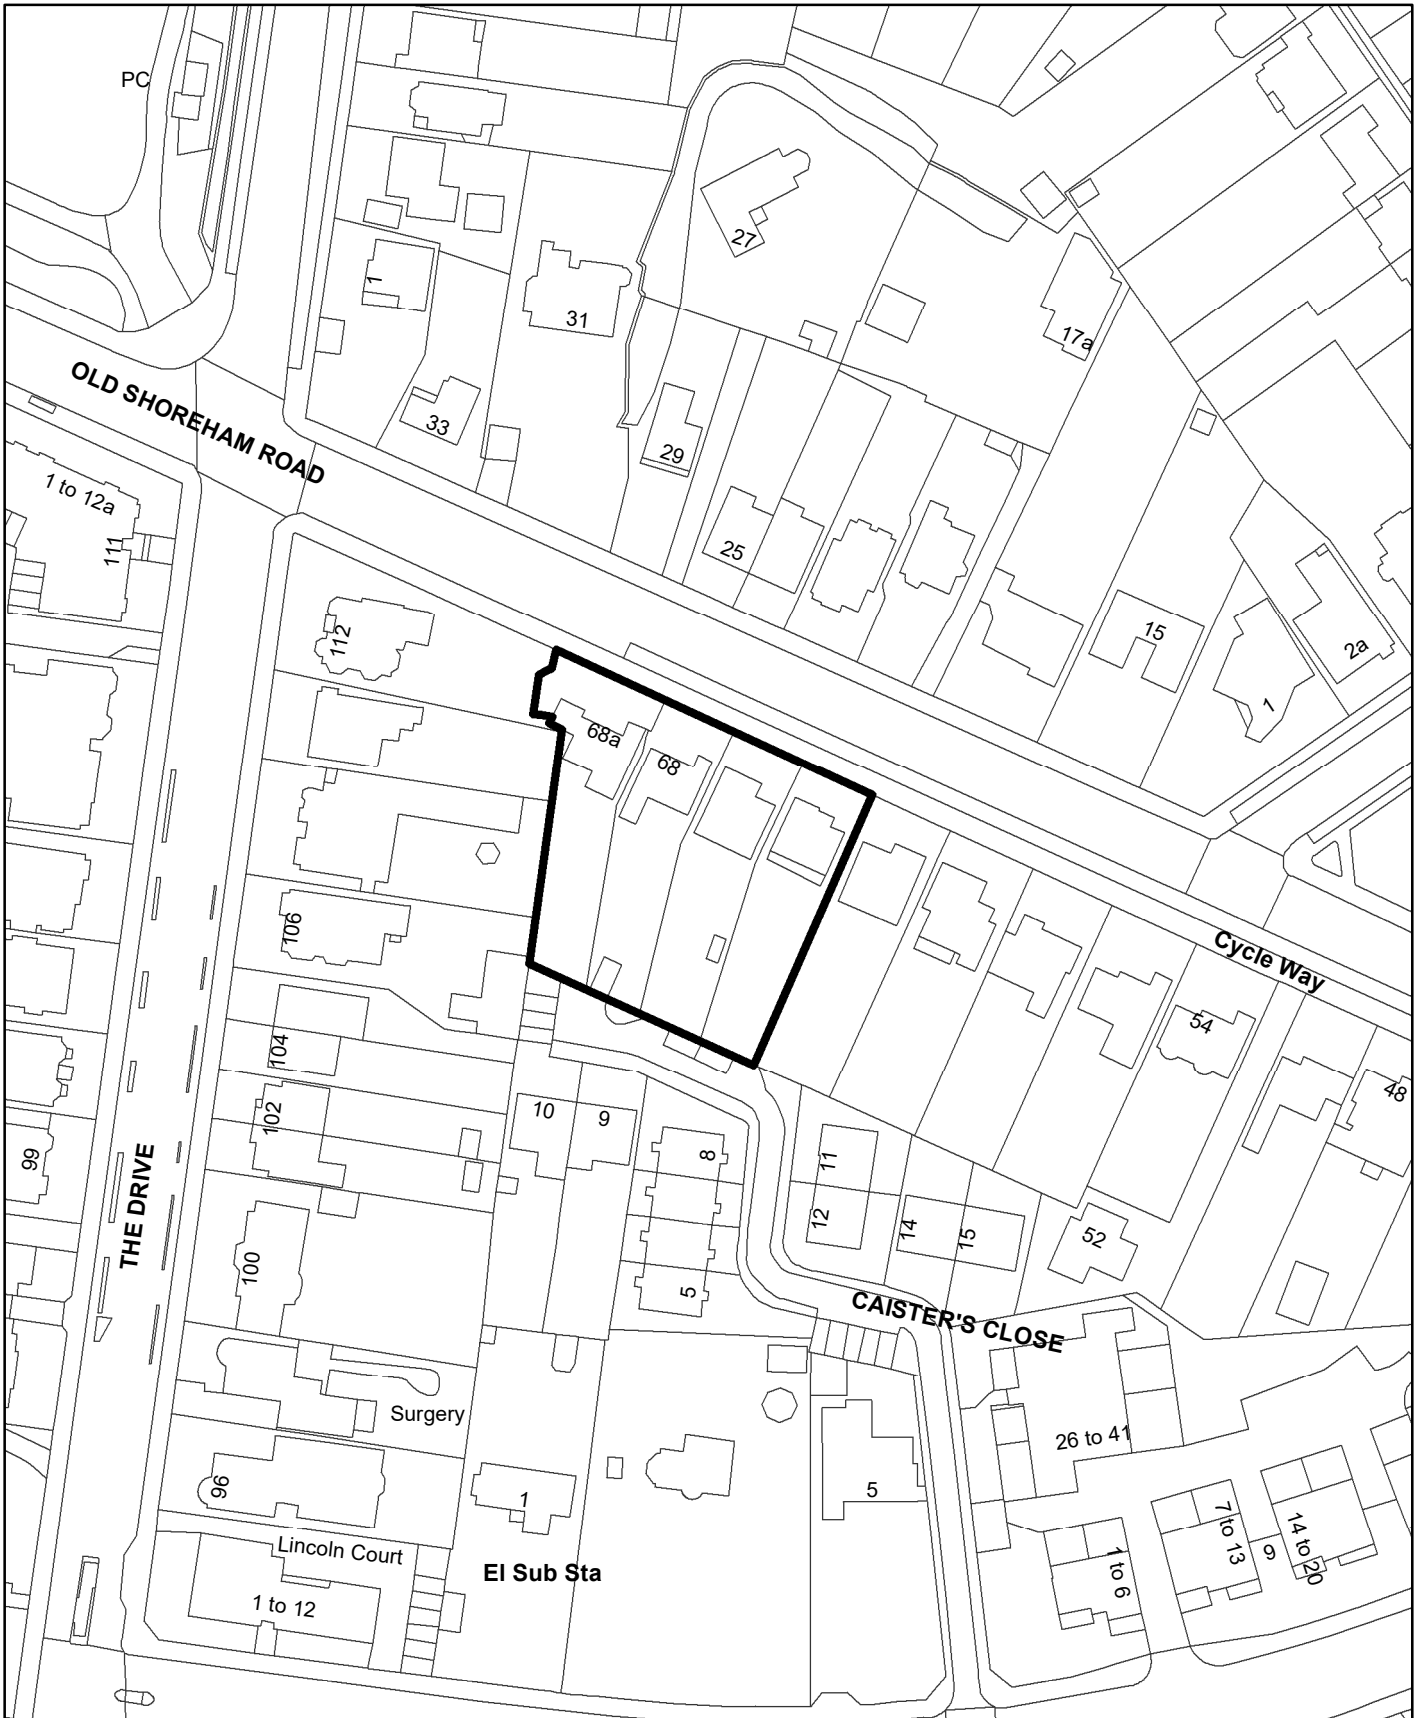 PC
27
1
31
17a
OLD SHOREHAM ROAD
33
29
1 to 12a
111
25
15
112
2a
1
68a
68
106
Cycle Way
54
104
48
102
10
9
8
11
99
THE DRIVE
12
14
15
52
100
5
CAISTER'S CLOSE
Surgery
26 to 41
96
1
5
7 to 13
14 to 20
9
Lincoln Court
El Sub Sta
1 to 6
1 to 12